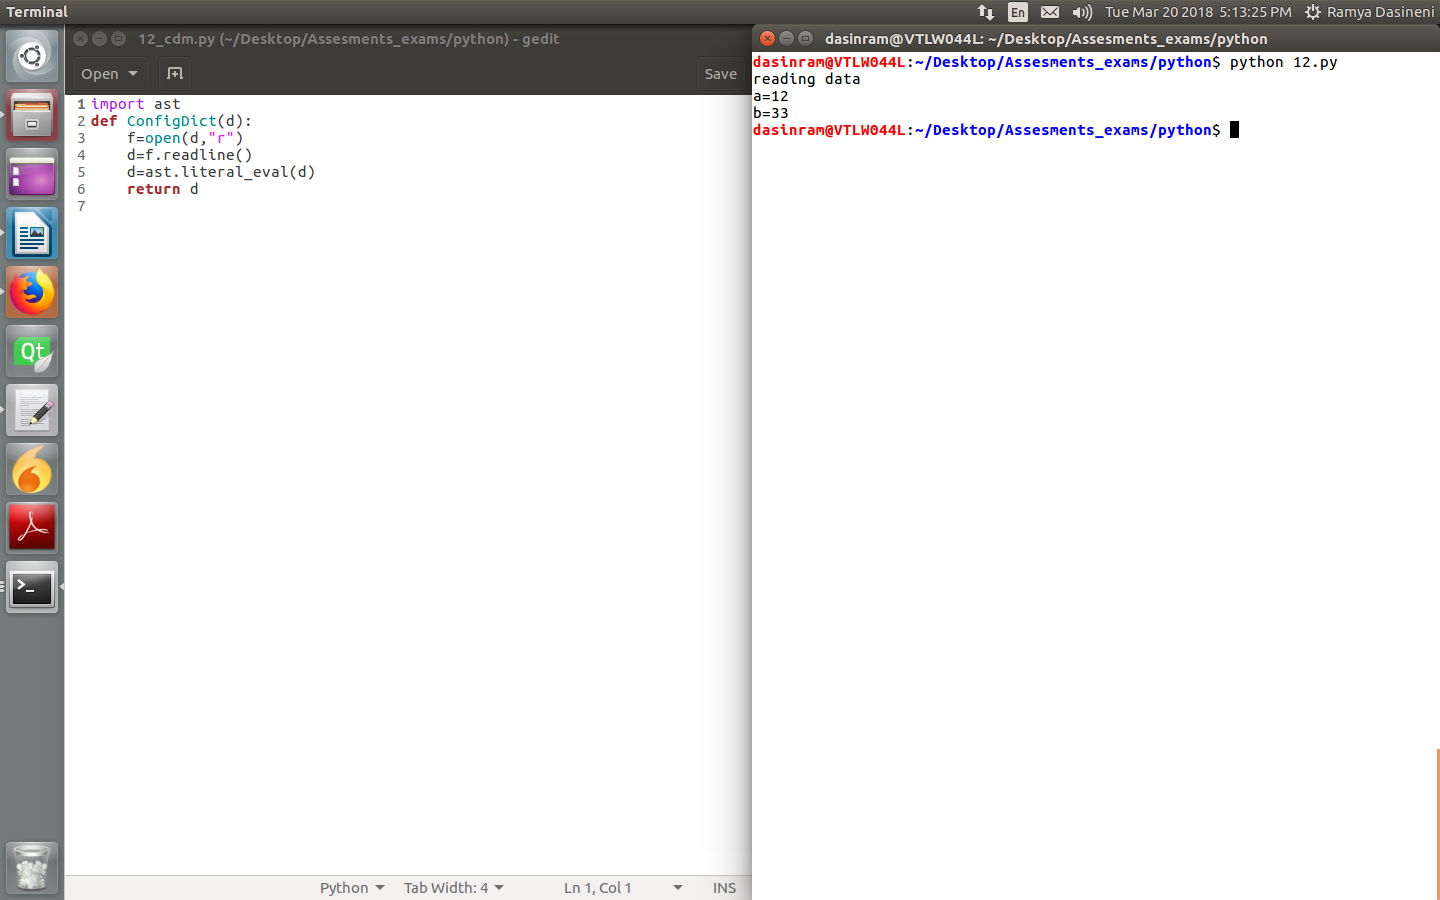 Terminal
En
Tue Mar 20 2018 5:13:25 PM
Ramya Dasineni
12_cdm.py (~/Desktop/Assesments_exams/python) - gedit
Open
Save
1 import ast
2 def ConfigDict(d):
3     f=open(d,"r")
4     d=f.readline()
5     d=ast.literal_eval(d)
6     return d
7
Python
Tab Width: 4
Ln 1, Col 1
INS
dasinram@VTLW044L: ~/Desktop/Assesments_exams/python
dasinram@VTLW044L:~/Desktop/Assesments_exams/python$ python 12.py
reading data
a=12
b=33
dasinram@VTLW044L:~/Desktop/Assesments_exams/python$
Qt
>_